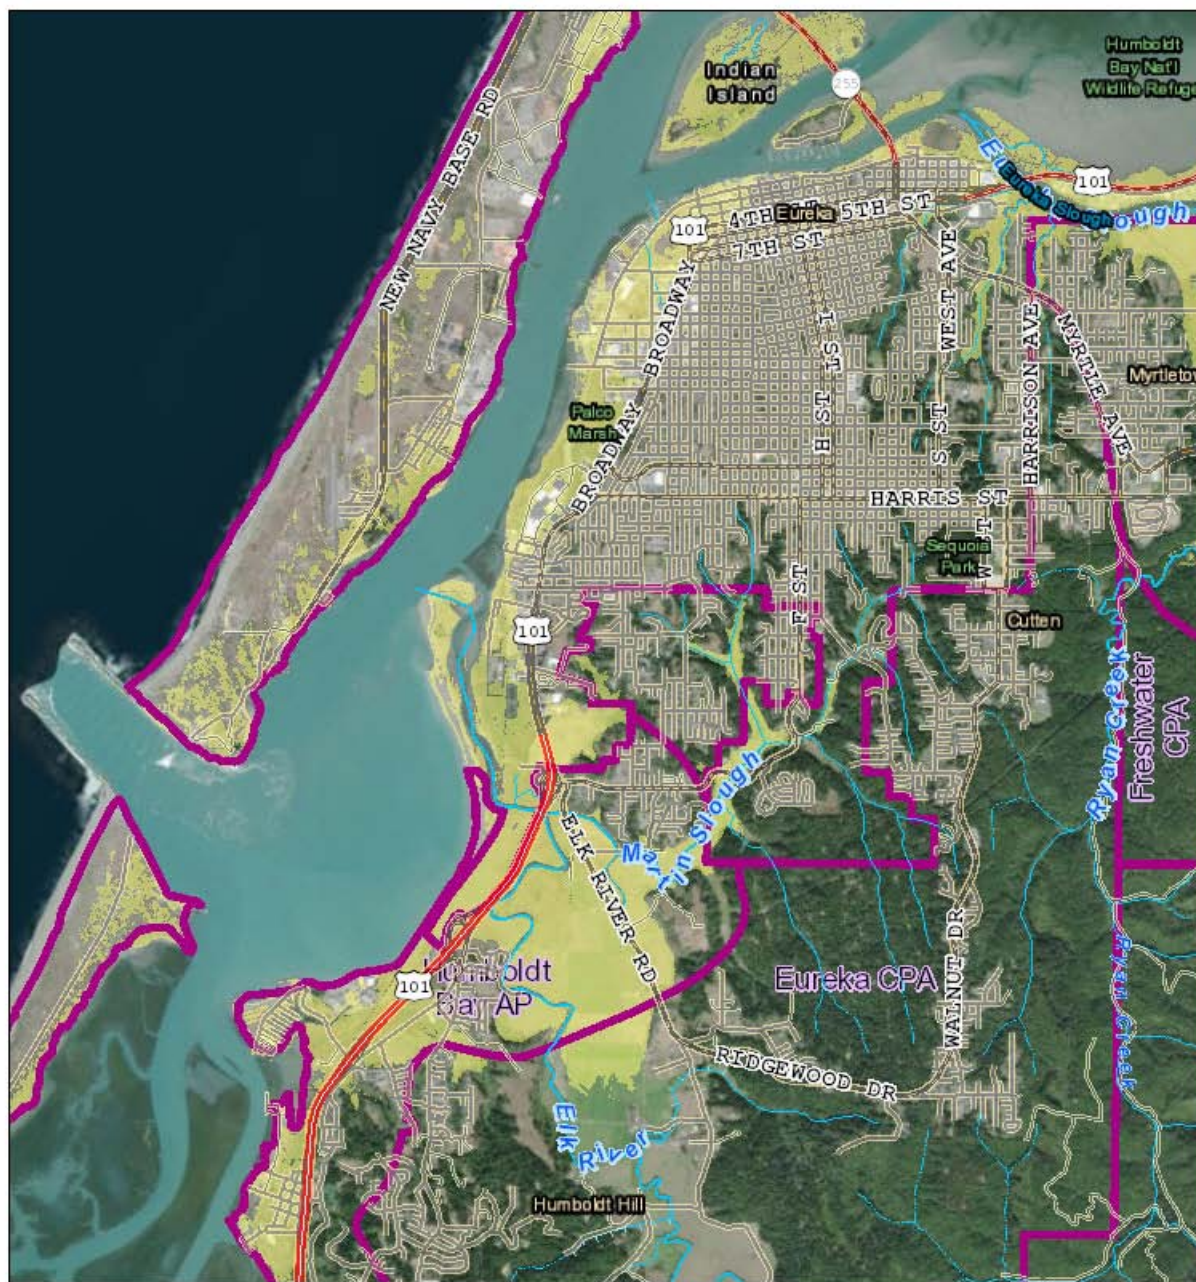 Indian
Island
255
Humboldt
Bay Nat'l
Wildlife Refuge
NEW NAVY BASE RD
101
Eureka Slough
Slough
101
4TH ST
Eureka
5TH ST
7TH ST
WEST AVE
BROADWAY
BROADWAY
I ST
H ST
S ST
HARRISON AVE
MYRTLE AVE
Myrtleto
Palco
Marsh
HARRIS ST
W ST
Sequoia
Park
F ST
Cutten
101
Ryan Creek
Freshwater
CPA
Martin Slough
ELK RIVER RD
Humboldt
Bay AP
101
Eureka CPA
WALNUT DR
Ryan Creek
RIDGEWOOD DR
Elk
River
Humboldt Hill